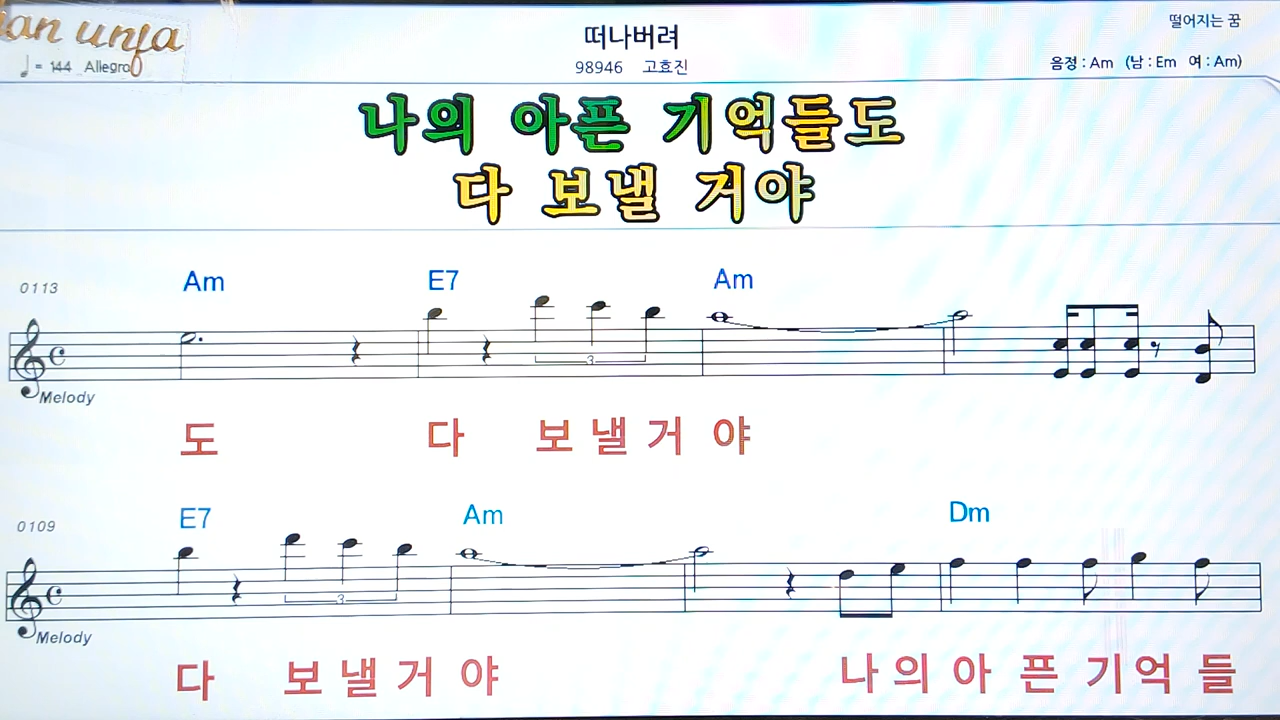 떠나버려
떨어지는 꿈
♩ = 144 Allegro
98946 고효진
음정 : Am (남 : Em 여 : Am)
나의 아픈 기억들도
다 보낼 거야
0113
Am E7 Am
3
Melody
도 다 보 낼 거 야
0109
E7 Am Dm
3
Melody
다 보 낼 거 야 나 의 아 픈 기 억 들